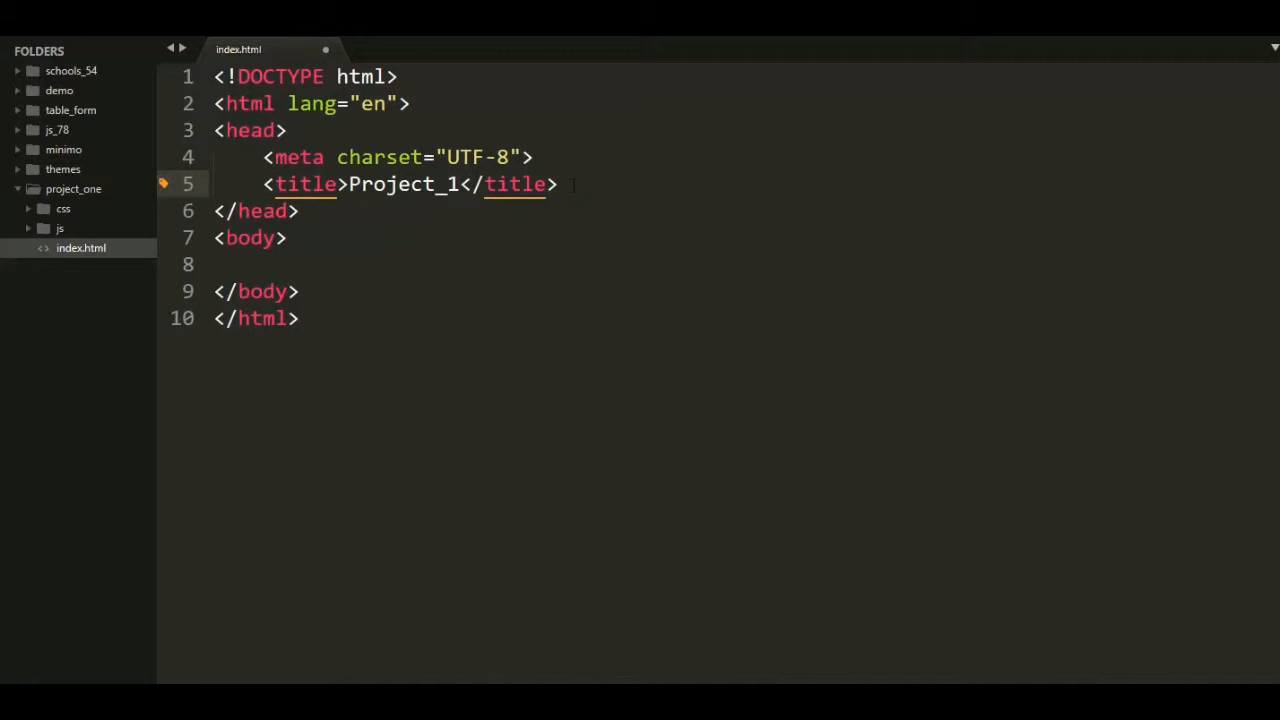 FOLDERS
schools_54
demo
table_form
js_78
minimo
themes
project_one
css
js
<> index.html
index.html
1 <!DOCTYPE html>
2 <html lang="en">
3 <head>
4 <meta charset="UTF-8">
5 <title>Project_1</title>
6 </head>
7 <body>
8
9 </body>
10 </html>